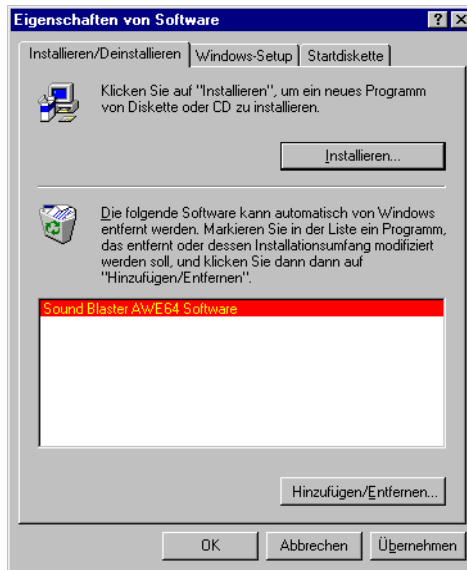 Eigenschaften von Software
Installieren/Deinstallieren Windows-Setup Startdiskette
Klicken Sie auf "Installieren", um ein neues Programm
von Diskette oder CD zu installieren.
Installieren...
Die folgende Software kann automatisch von Windows
entfernt werden. Markieren Sie in der Liste ein Programm,
das entfernt oder dessen Installationsumfang modifiziert
werden soll, und klicken Sie dann dann auf
"Hinzufügen/Entfernen".
Sound Blaster AWE64 Software
Hinzufügen/Entfernen...
OK Abbrechen Übernehmen